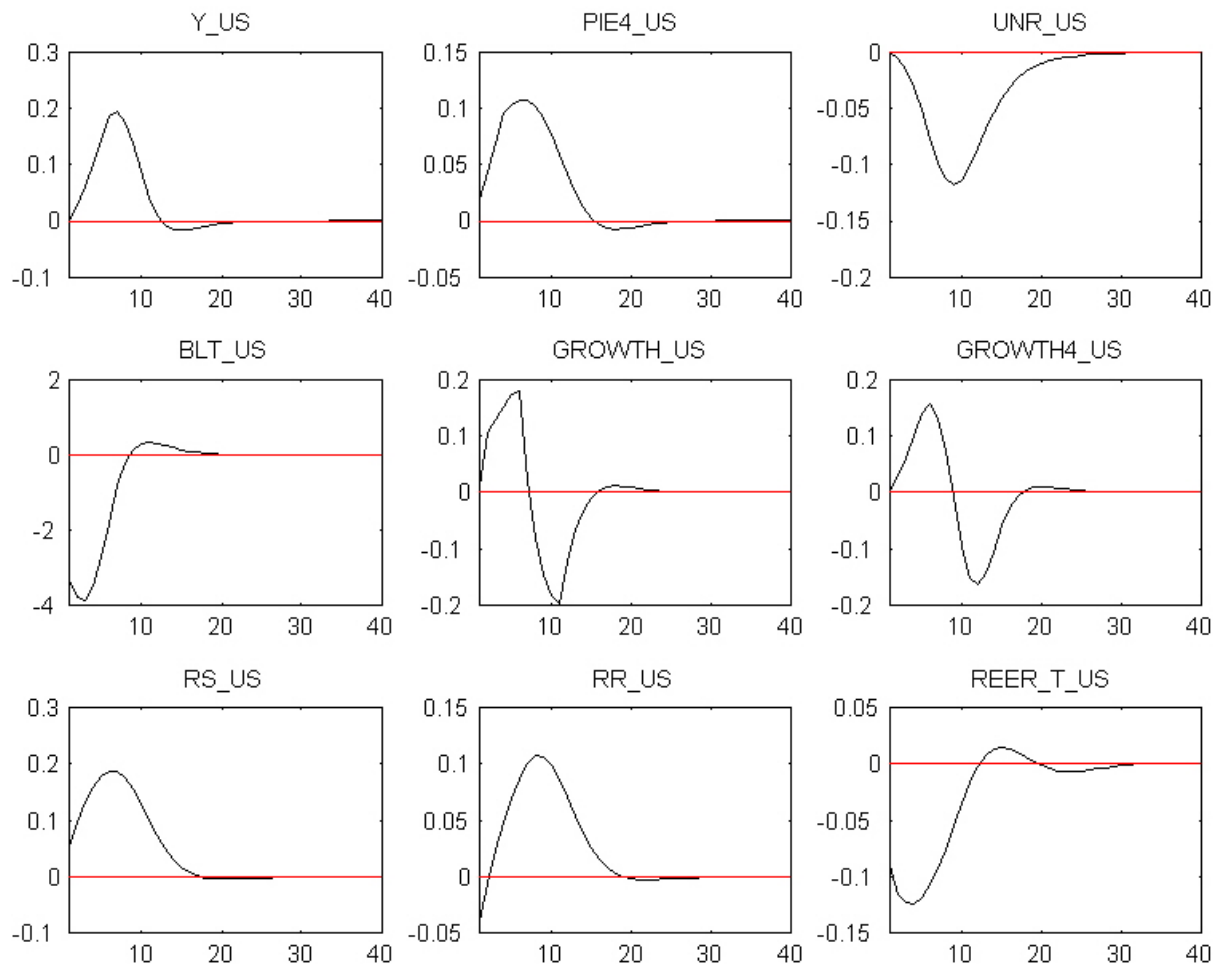 Y_US PIE4_US UNR_US
0.3 0.15 0
0.2 0.1 -0.05
0.1 0.05 -0.1
0 0 -0.15
-0.1 -0.05 -0.2
10 20 30 40 10 20 30 40 10 20 30 40
BLT_US GROWTH_US GROWTH4_US
2 0.2 0.2
0.1 0.1
0 0 0
-2 -0.1 -0.1
-4 -0.2 -0.2
10 20 30 40 10 20 30 40 10 20 30 40
RS_US RR_US REER_T_US
0.3 0.15 0.05
0.2 0.1 0
0.1 0.05 -0.05
0 0 -0.1
-0.1 -0.05 -0.15
10 20 30 40 10 20 30 40 10 20 30 40